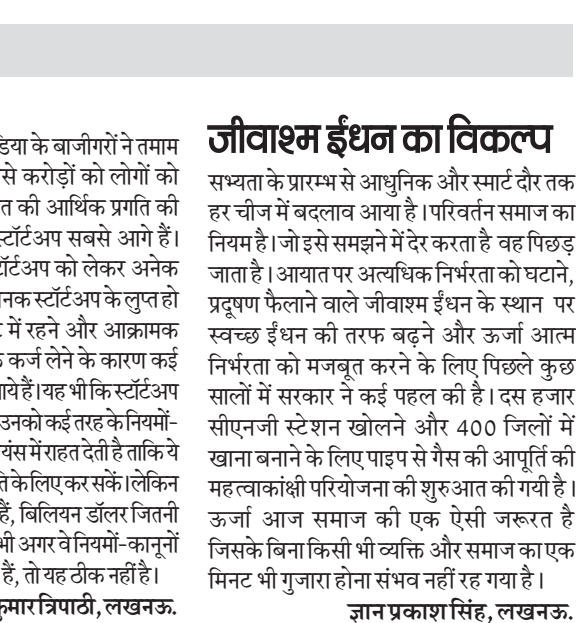 के बाजीगरों ने तमाम
से करोड़ों को लोगों को
की आर्थिक प्रगति की
स्टॉर्टअप सबसे आगे हैं।
को लेकर अनेक
स्टॉर्टअप के लुप्त हो
में रहने और आक्रामक
कर्ज लेने के कारण कई
हैं। यह भी कि स्टॉर्टअप
उनको कई तरह के नियमों-
में राहत देती है ताकि ये
के लिए कर सकें। लेकिन
हैं, बिलियन डॉलर जितनी
भी अगर वे नियमों-कानूनों
हैं, तो यह ठीक नहीं है।
त्रिपाठी, लखनऊ.
जीवाश्म ईंधन का विकल्प
सभ्यता के प्रारम्भ से आधुनिक और स्मार्ट दौर तक
हर चीज में बदलाव आया है। परिवर्तन समाज का
नियम है। जो इसे समझने में देर करता है वह पिछड़
जाता है। आयात पर अत्यधिक निर्भरता को घटाने,
प्रदूषण फैलाने वाले जीवाश्म ईंधन के स्थान पर
स्वच्छ ईंधन की तरफ बढ़ने और ऊर्जा आत्म
निर्भरता को मजबूत करने के लिए पिछले कुछ
सालों में सरकार ने कई पहल की है। दस हजार
सीएनजी स्टेशन खोलने और 400 जिलों में
खाना बनाने के लिए पाइप से गैस की आपूर्ति की
महत्वाकांक्षी परियोजना की शुरुआत की गयी है।
ऊर्जा आज समाज की एक ऐसी जरूरत है
जिसके बिना किसी भी व्यक्ति और समाज का एक
मिनट भी गुजारा होना संभव नहीं रह गया है।
ज्ञान प्रकाश सिंह, लखनऊ.